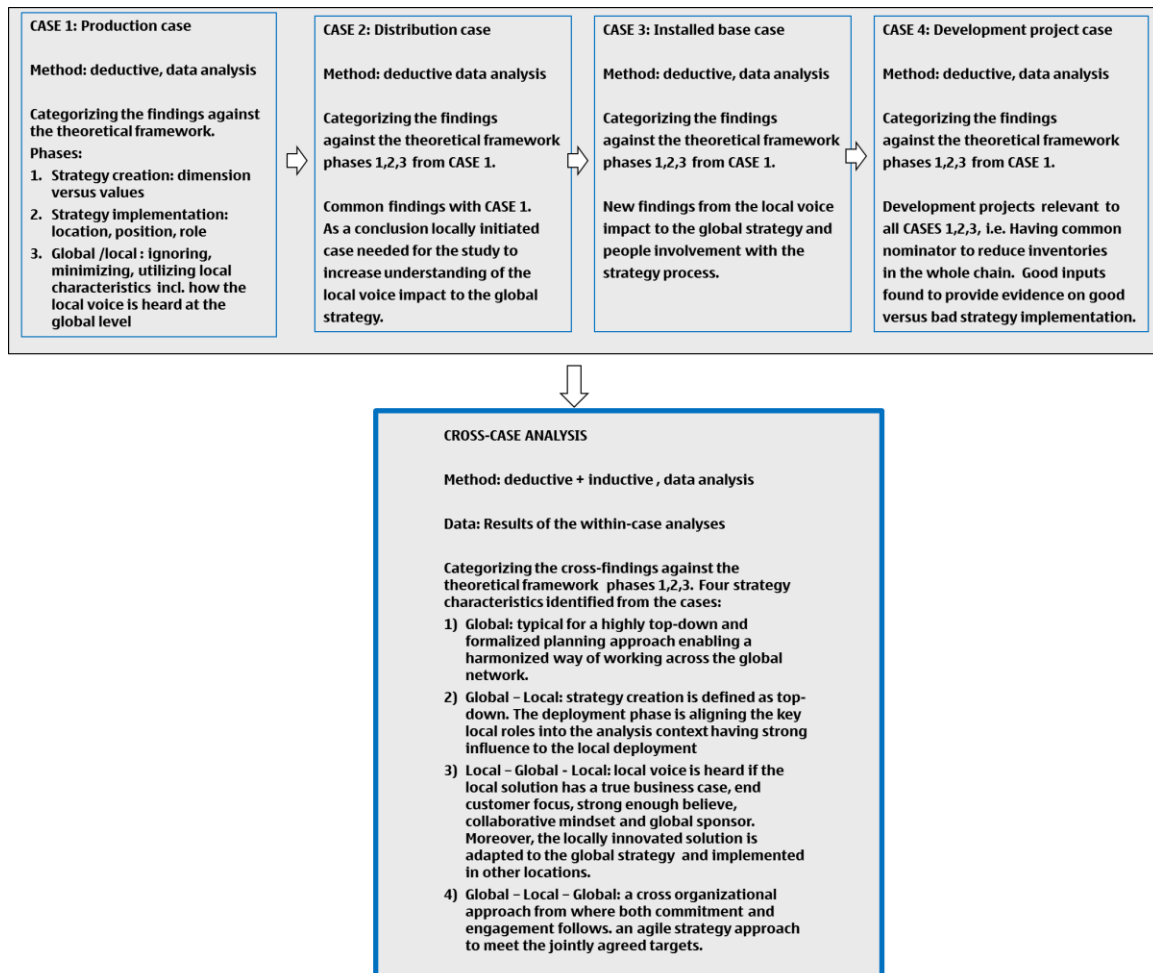 CASE 1: Production case
Method: deductive, data analysis
Categorizing the findings against
the theoretical framework.
Phases:
1. Strategy creation: dimension
versus values
2. Strategy implementation:
location, position, role
3. Global /local : ignoring,
minimizing, utilizing local
characteristics incl. how the
local voice is heard at the
global level
CASE 2: Distribution case
Method: deductive data analysis
Categorizing the findings
against the theoretical framework
phases 1,2,3 from CASE 1.
Common findings with CASE 1.
As a conclusion locally initiated
case needed for the study to
increase understanding of the
local voice impact to the global
strategy.
CASE 3: Installed base case
Method: deductive, data analysis
Categorizing the findings
against the theoretical framework
phases 1,2,3 from CASE 1.
New findings from the local voice
impact to the global strategy and
people involvement with the
strategy process.
CASE 4: Development project case
Method: deductive, data analysis
Categorizing the findings
against the theoretical framework
phases 1,2,3 from CASE 1.
Development projects relevant to
all CASES 1,2,3, i.e. Having common
nominator to reduce inventories
in the whole chain. Good inputs
found to provide evidence on good
versus bad strategy implementation.
CROSS-CASE ANALYSIS
Method: deductive + inductive , data analysis
Data: Results of the within-case analyses
Categorizing the cross-findings against the
theoretical framework phases 1,2,3. Four strategy
characteristics identified from the cases:
1) Global: typical for a highly top-down and
formalized planning approach enabling a
harmonized way of working across the global
network.
2) Global – Local: strategy creation is defined as top-
down. The deployment phase is aligning the key
local roles into the analysis context having strong
influence to the local deployment
3) Local – Global - Local: local voice is heard if the
local solution has a true business case, end
customer focus, strong enough believe,
collaborative mindset and global sponsor.
Moreover, the locally innovated solution is
adapted to the global strategy and implemented
in other locations.
4) Global – Local – Global: a cross organizational
approach from where both commitment and
engagement follows. an agile strategy approach
to meet the jointly agreed targets.